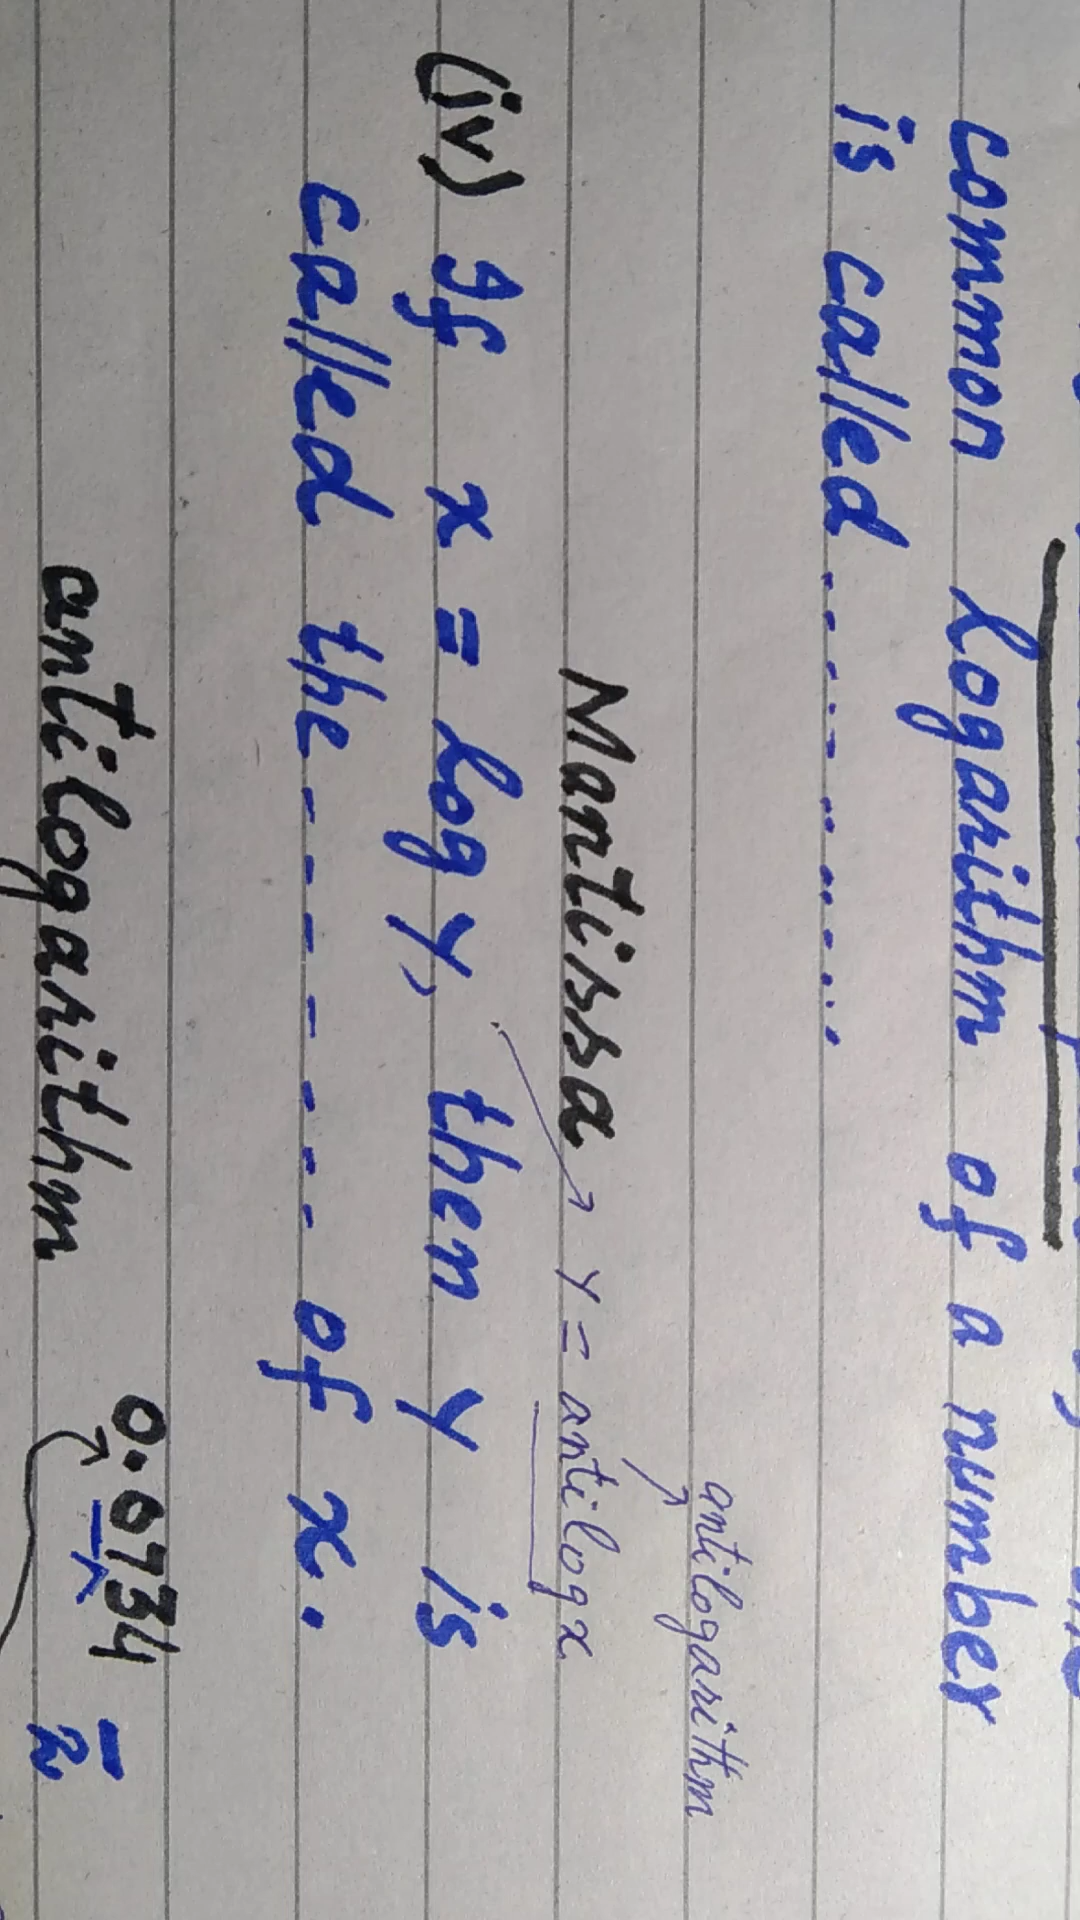 common logarithm of a number
is called ...........
antilogarithm
Mantissa y = antilog x
(iv) If x = log y, then y is
called the ------- of x.
0.0734
antilogarithm 2̄